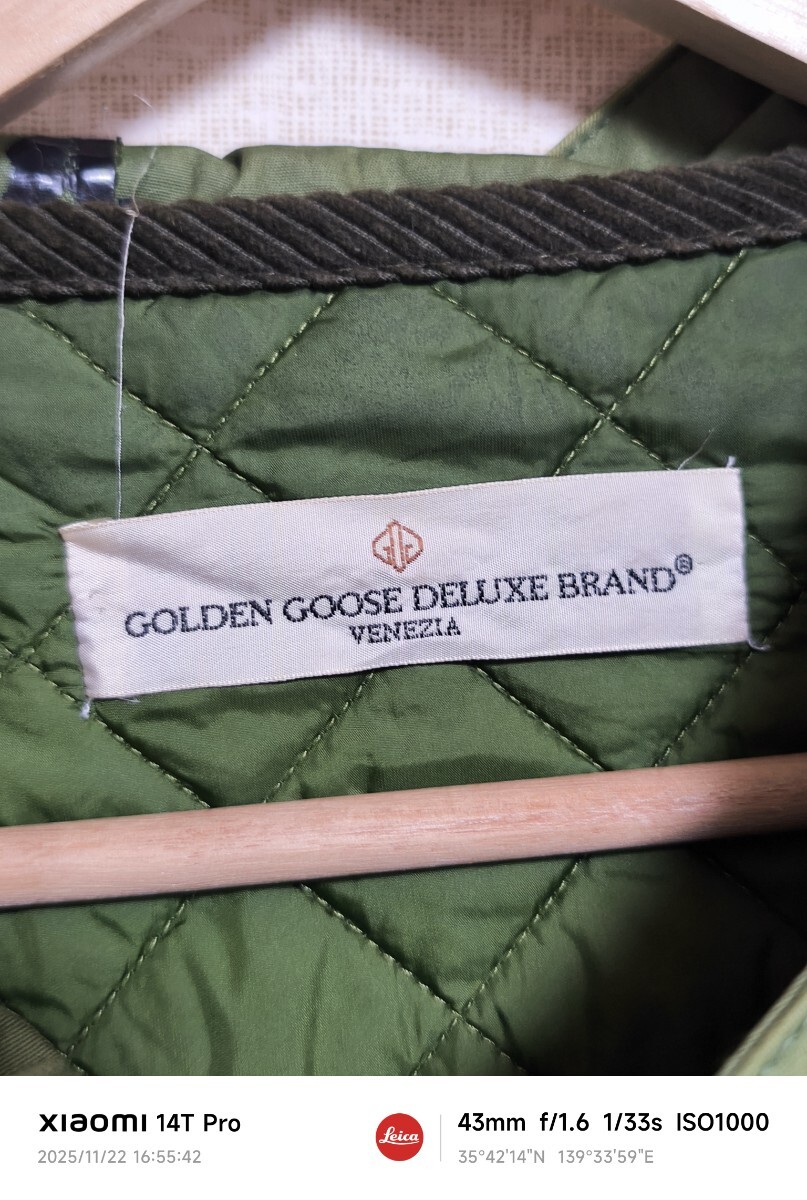 GOLDEN GOOSE DELUXE BRAND®
VENEZIA
xiaomi 14T Pro
2025/11/22 16:55:42
Leica
43mm f/1.6 1/33s ISO1000
35°42'14"N 139°33'59"E